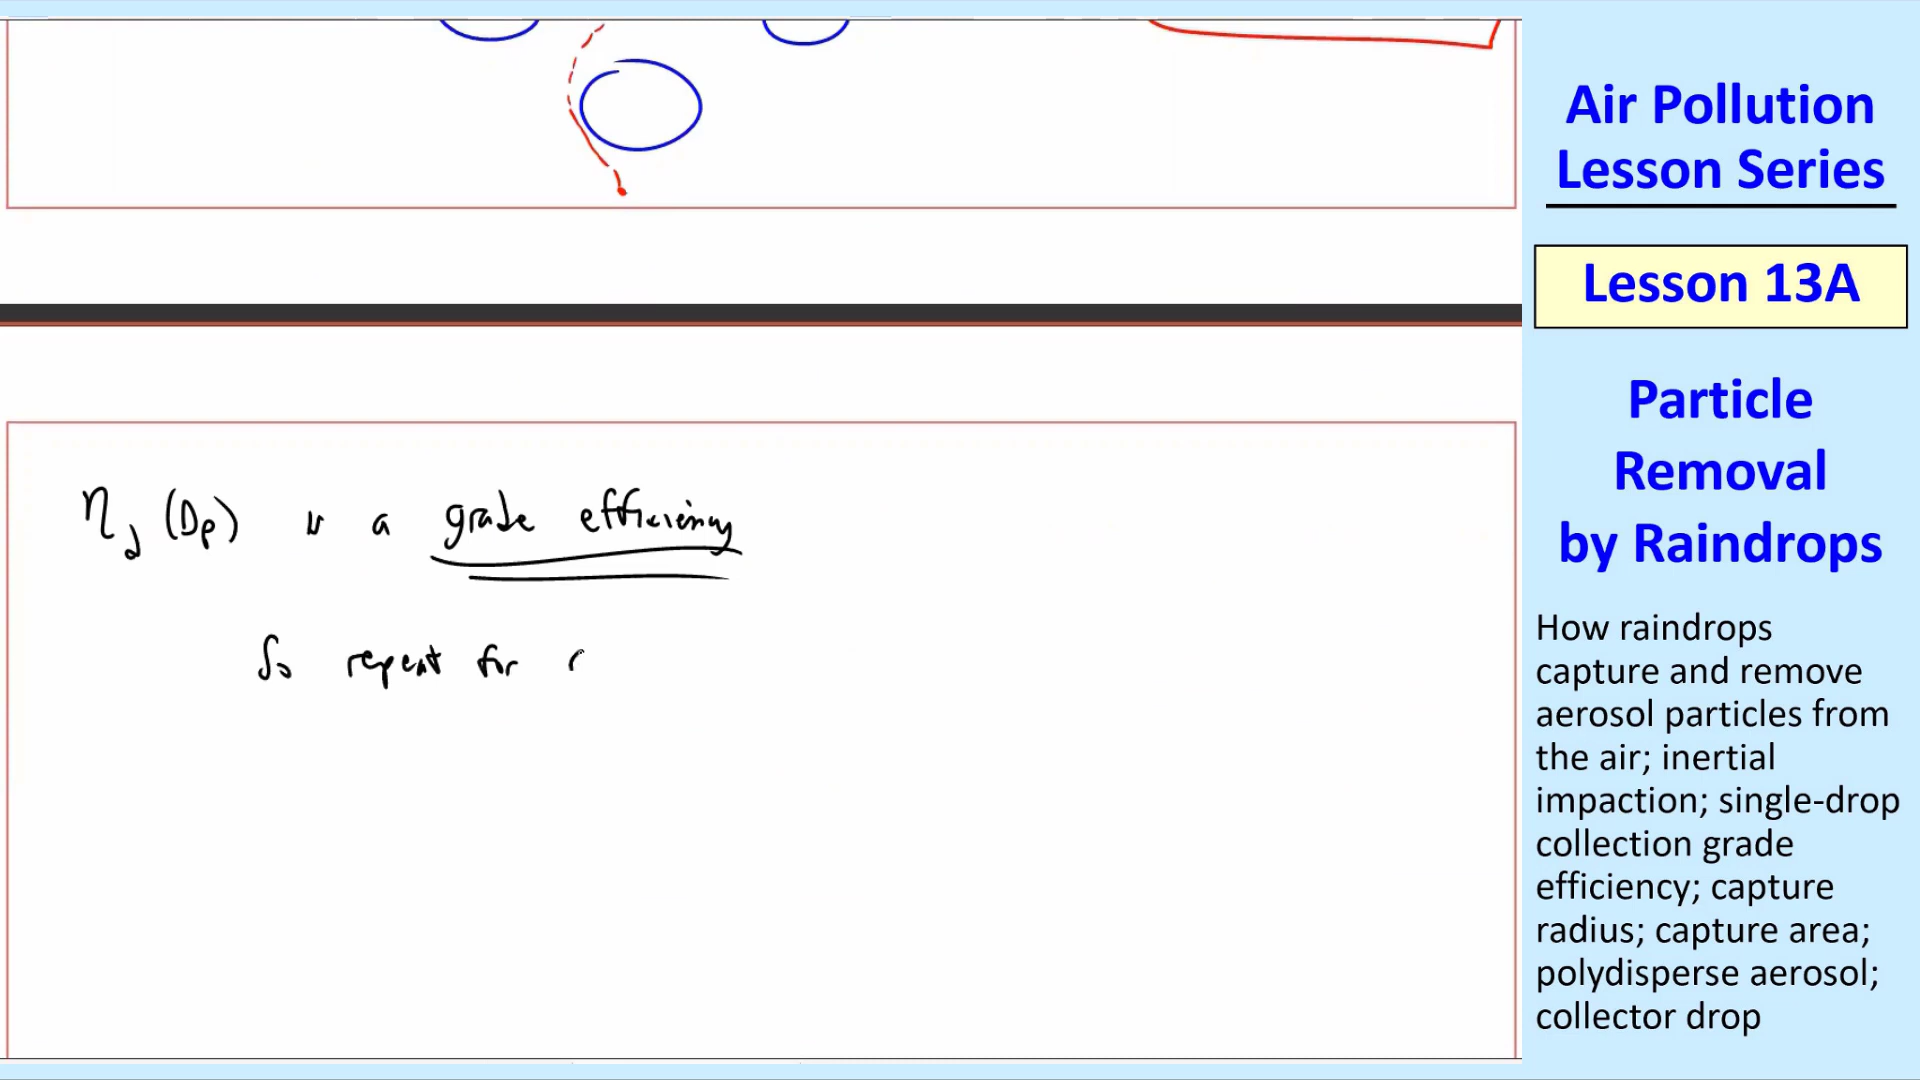 η_d (Dp) is a grade efficiency
So repeat for
Air Pollution
Lesson Series
Lesson 13A
Particle
Removal
by Raindrops
How raindrops
capture and remove
aerosol particles from
the air; inertial
impaction; single-drop
collection grade
efficiency; capture
radius; capture area;
polydisperse aerosol;
collector drop